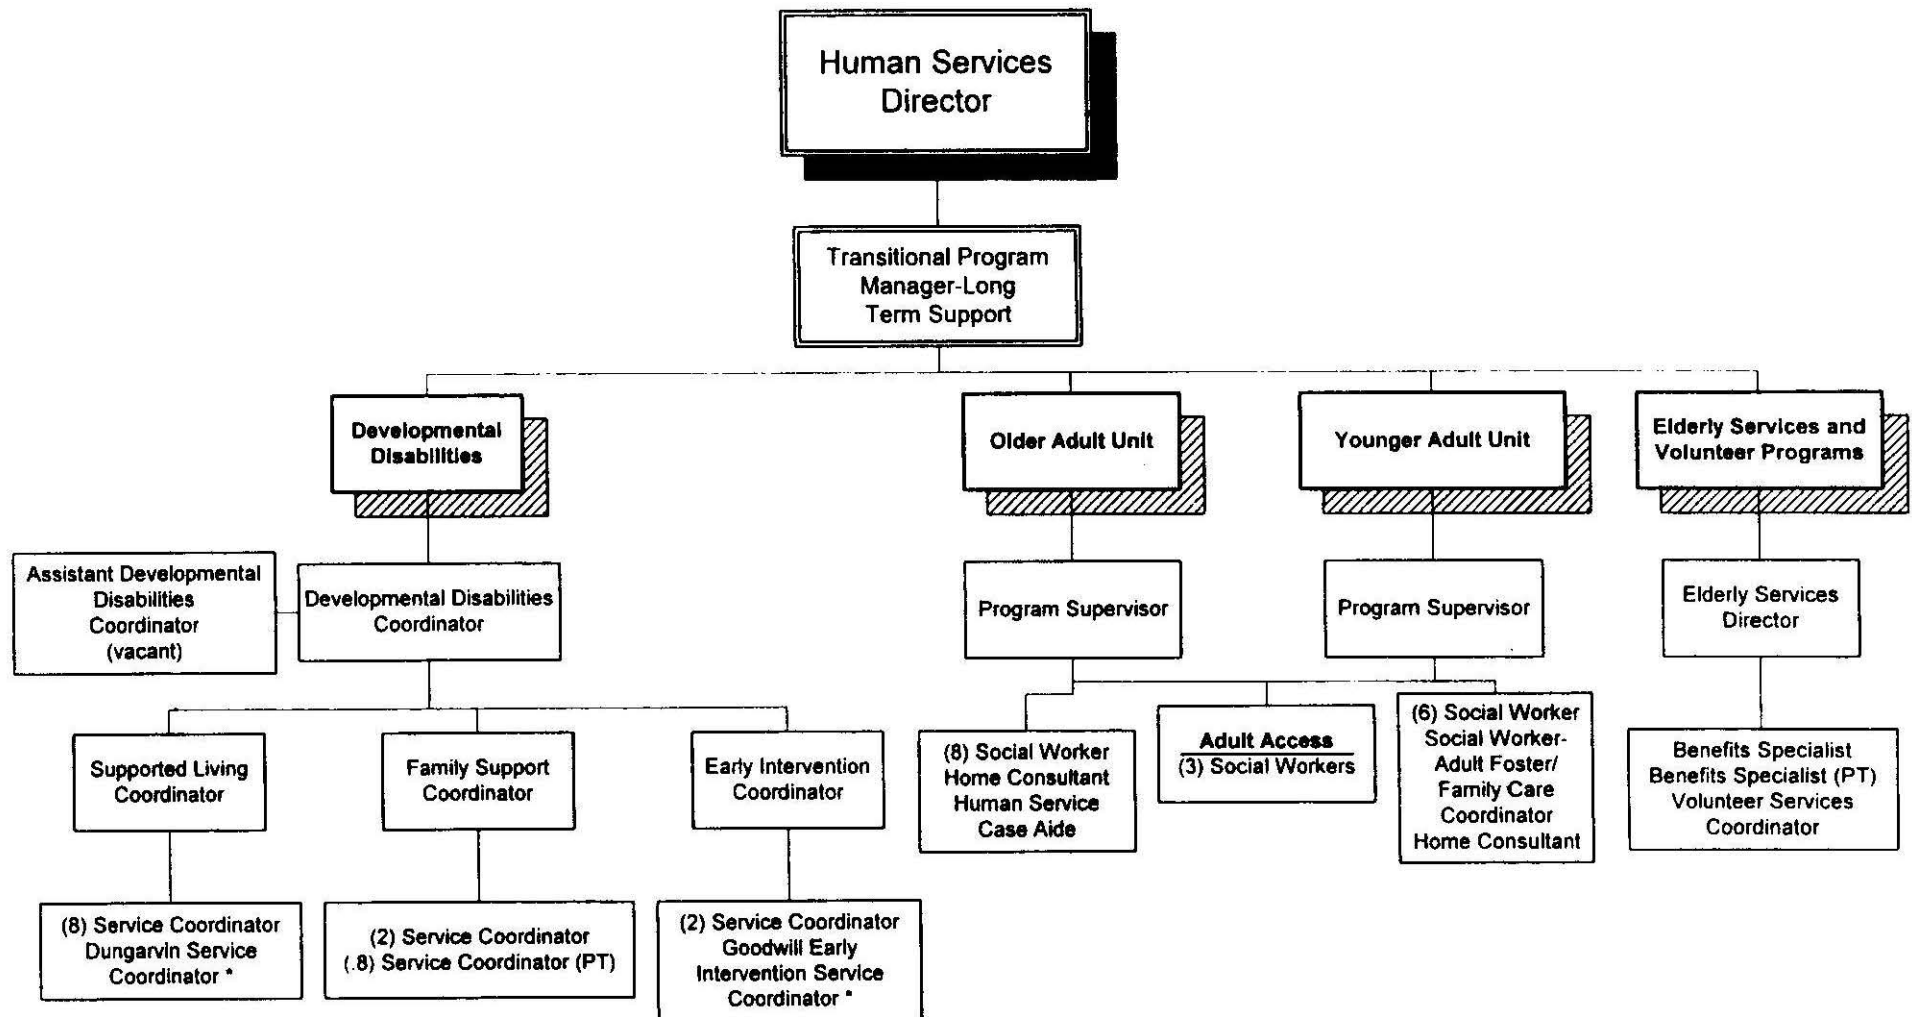 Human Services
Director
Transitional Program
Manager-Long
Term Support
Developmental
Disabilities
Older Adult Unit
Younger Adult Unit
Elderly Services and
Volunteer Programs
Assistant Developmental
Disabilities
Coordinator
(vacant)
Developmental Disabilities
Coordinator
Program Supervisor
Program Supervisor
Elderly Services
Director
Supported Living
Coordinator
Family Support
Coordinator
Early Intervention
Coordinator
(8) Social Worker
Home Consultant
Human Service
Case Aide
Adult Access
(3) Social Workers
(6) Social Worker
Social Worker-
Adult Foster/
Family Care
Coordinator
Home Consultant
Benefits Specialist
Benefits Specialist (PT)
Volunteer Services
Coordinator
(8) Service Coordinator
Dungarvin Service
Coordinator *
(2) Service Coordinator
(.8) Service Coordinator (PT)
(2) Service Coordinator
Goodwill Early
Intervention Service
Coordinator *